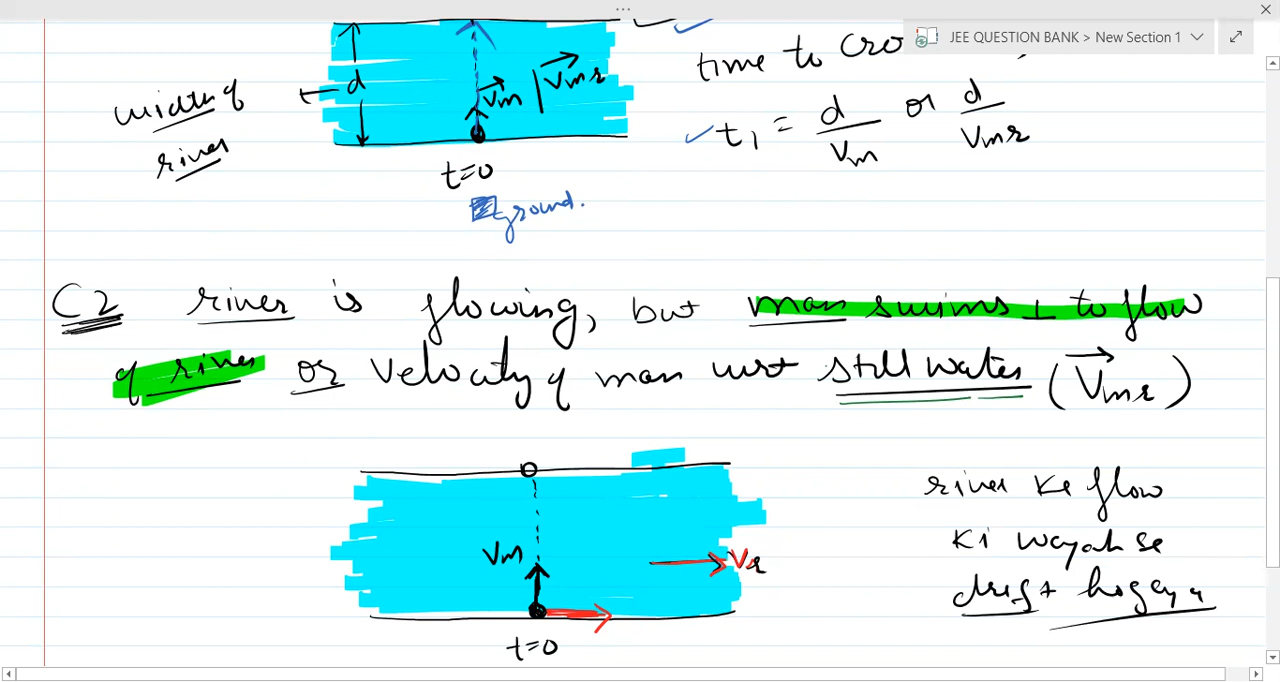 JEE QUESTION BANK > New Section 1
time to cro
width of
river
d
Vm | Vmr
t1 = d/Vm or d/Vmr
t=0
ground.
C2 river is flowing, but man swims ⊥ to flow
of river or velocity of man wrt still water (Vmr)
Vm
Vr
t=0
river ke flow
ki wajah se
drift hogaya